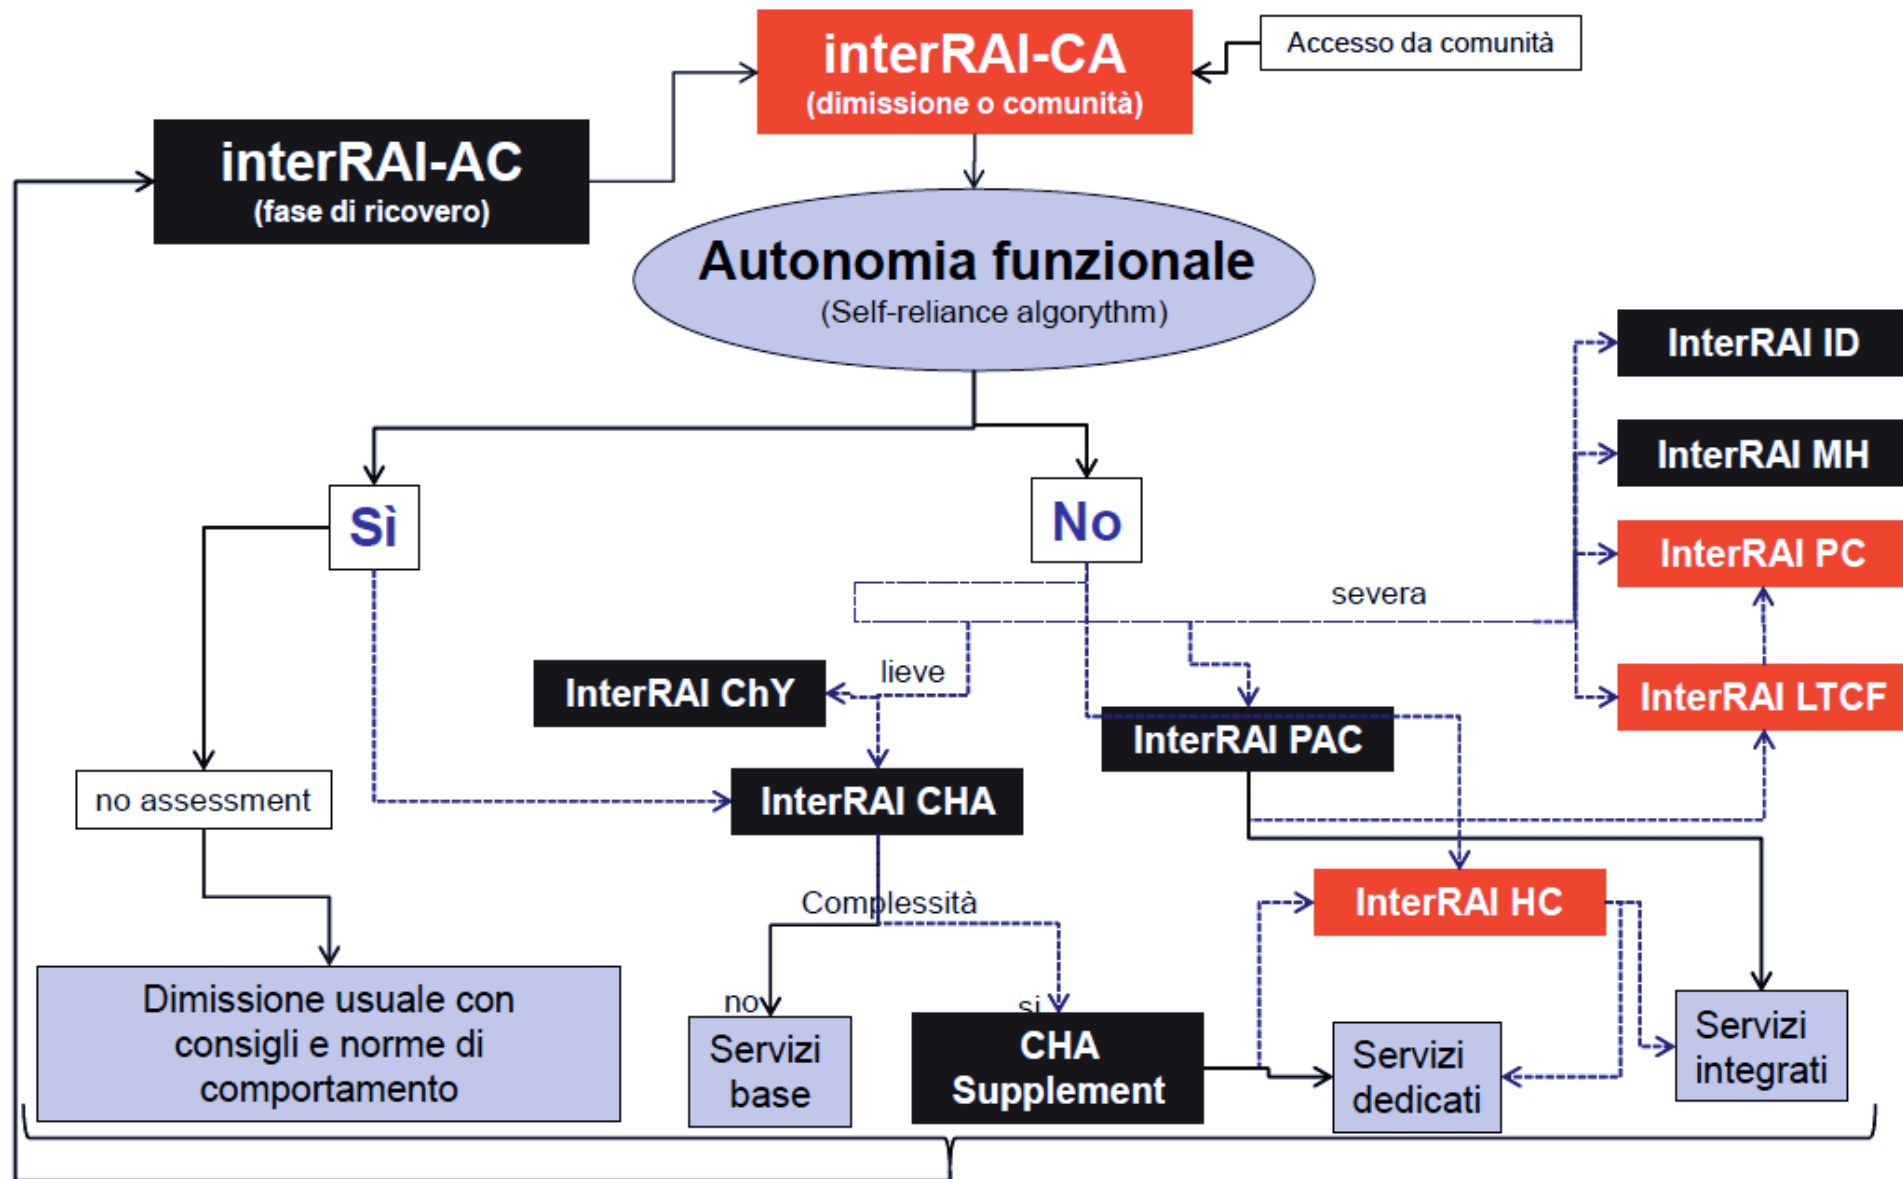 interRAI-CA
(dimissione o comunità)
Accesso da comunità
interRAI-AC
(fase di ricovero)
Autonomia funzionale
(Self-reliance algorythm)
InterRAI ID
InterRAI MH
Sì
No
InterRAI PC
severa
InterRAI ChY
lieve
InterRAI LTCF
InterRAI PAC
no assessment
InterRAI CHA
Complessità
InterRAI HC
Dimissione usuale con
consigli e norme di
comportamento
no
Servizi
base
si
CHA
Supplement
Servizi
dedicati
Servizi
integrati